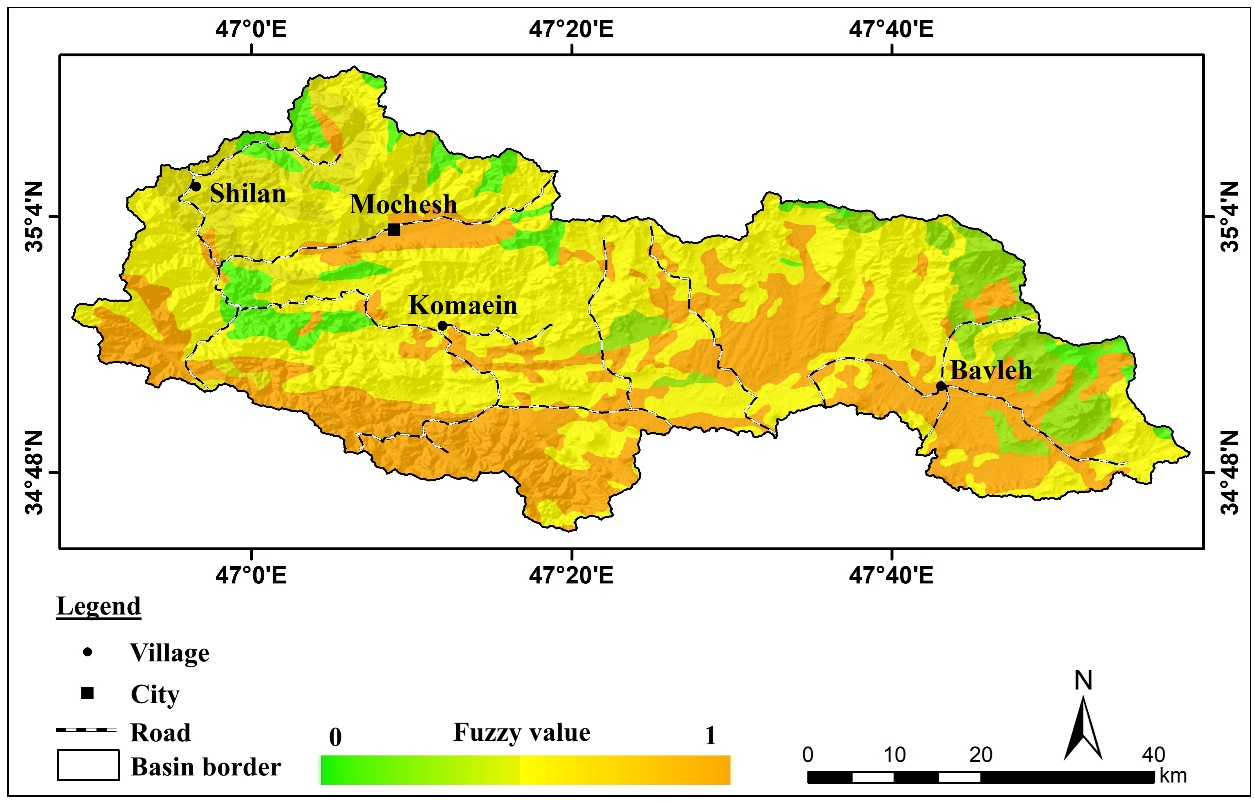 47°0'E 47°20'E 47°40'E
35°4'N 35°4'N
Shilan
Mochesh
Komaein
Bavleh
34°48'N 34°48'N
47°0'E 47°20'E 47°40'E
Legend
Village
City
Road
Basin border
0 Fuzzy value 1
N
0 10 20 40
km